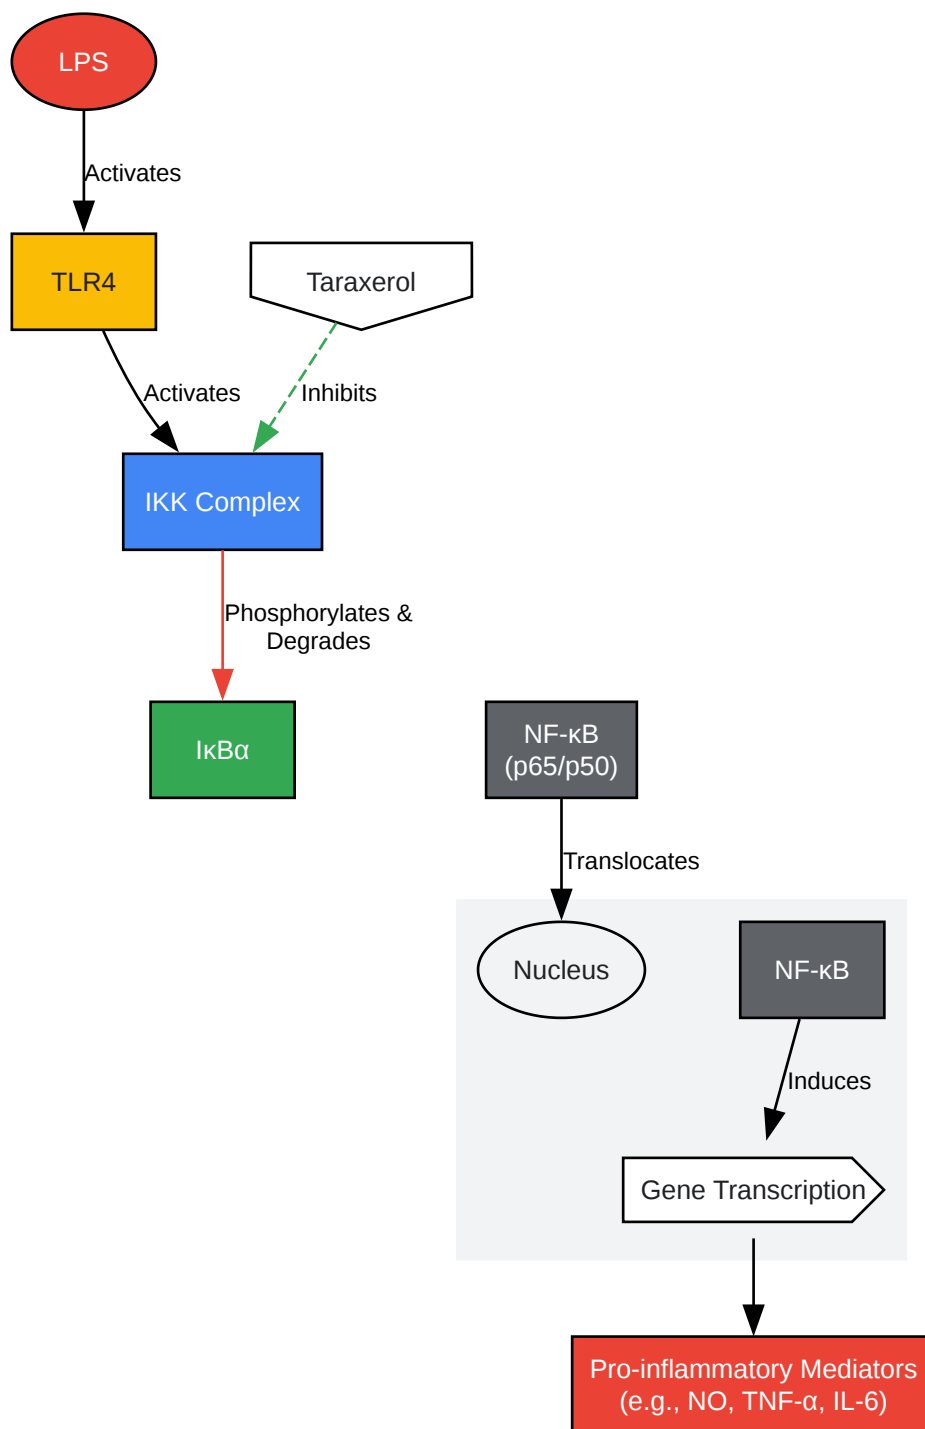 LPS
Activates
TLR4
Taraxerol
Activates
Inhibits
IKK Complex
Phosphorylates &
Degrades
IκBα
NF-κB
(p65/p50)
Translocates
Nucleus
NF-κB
Induces
Gene Transcription
Pro-inflammatory Mediators
(e.g., NO, TNF-α, IL-6)